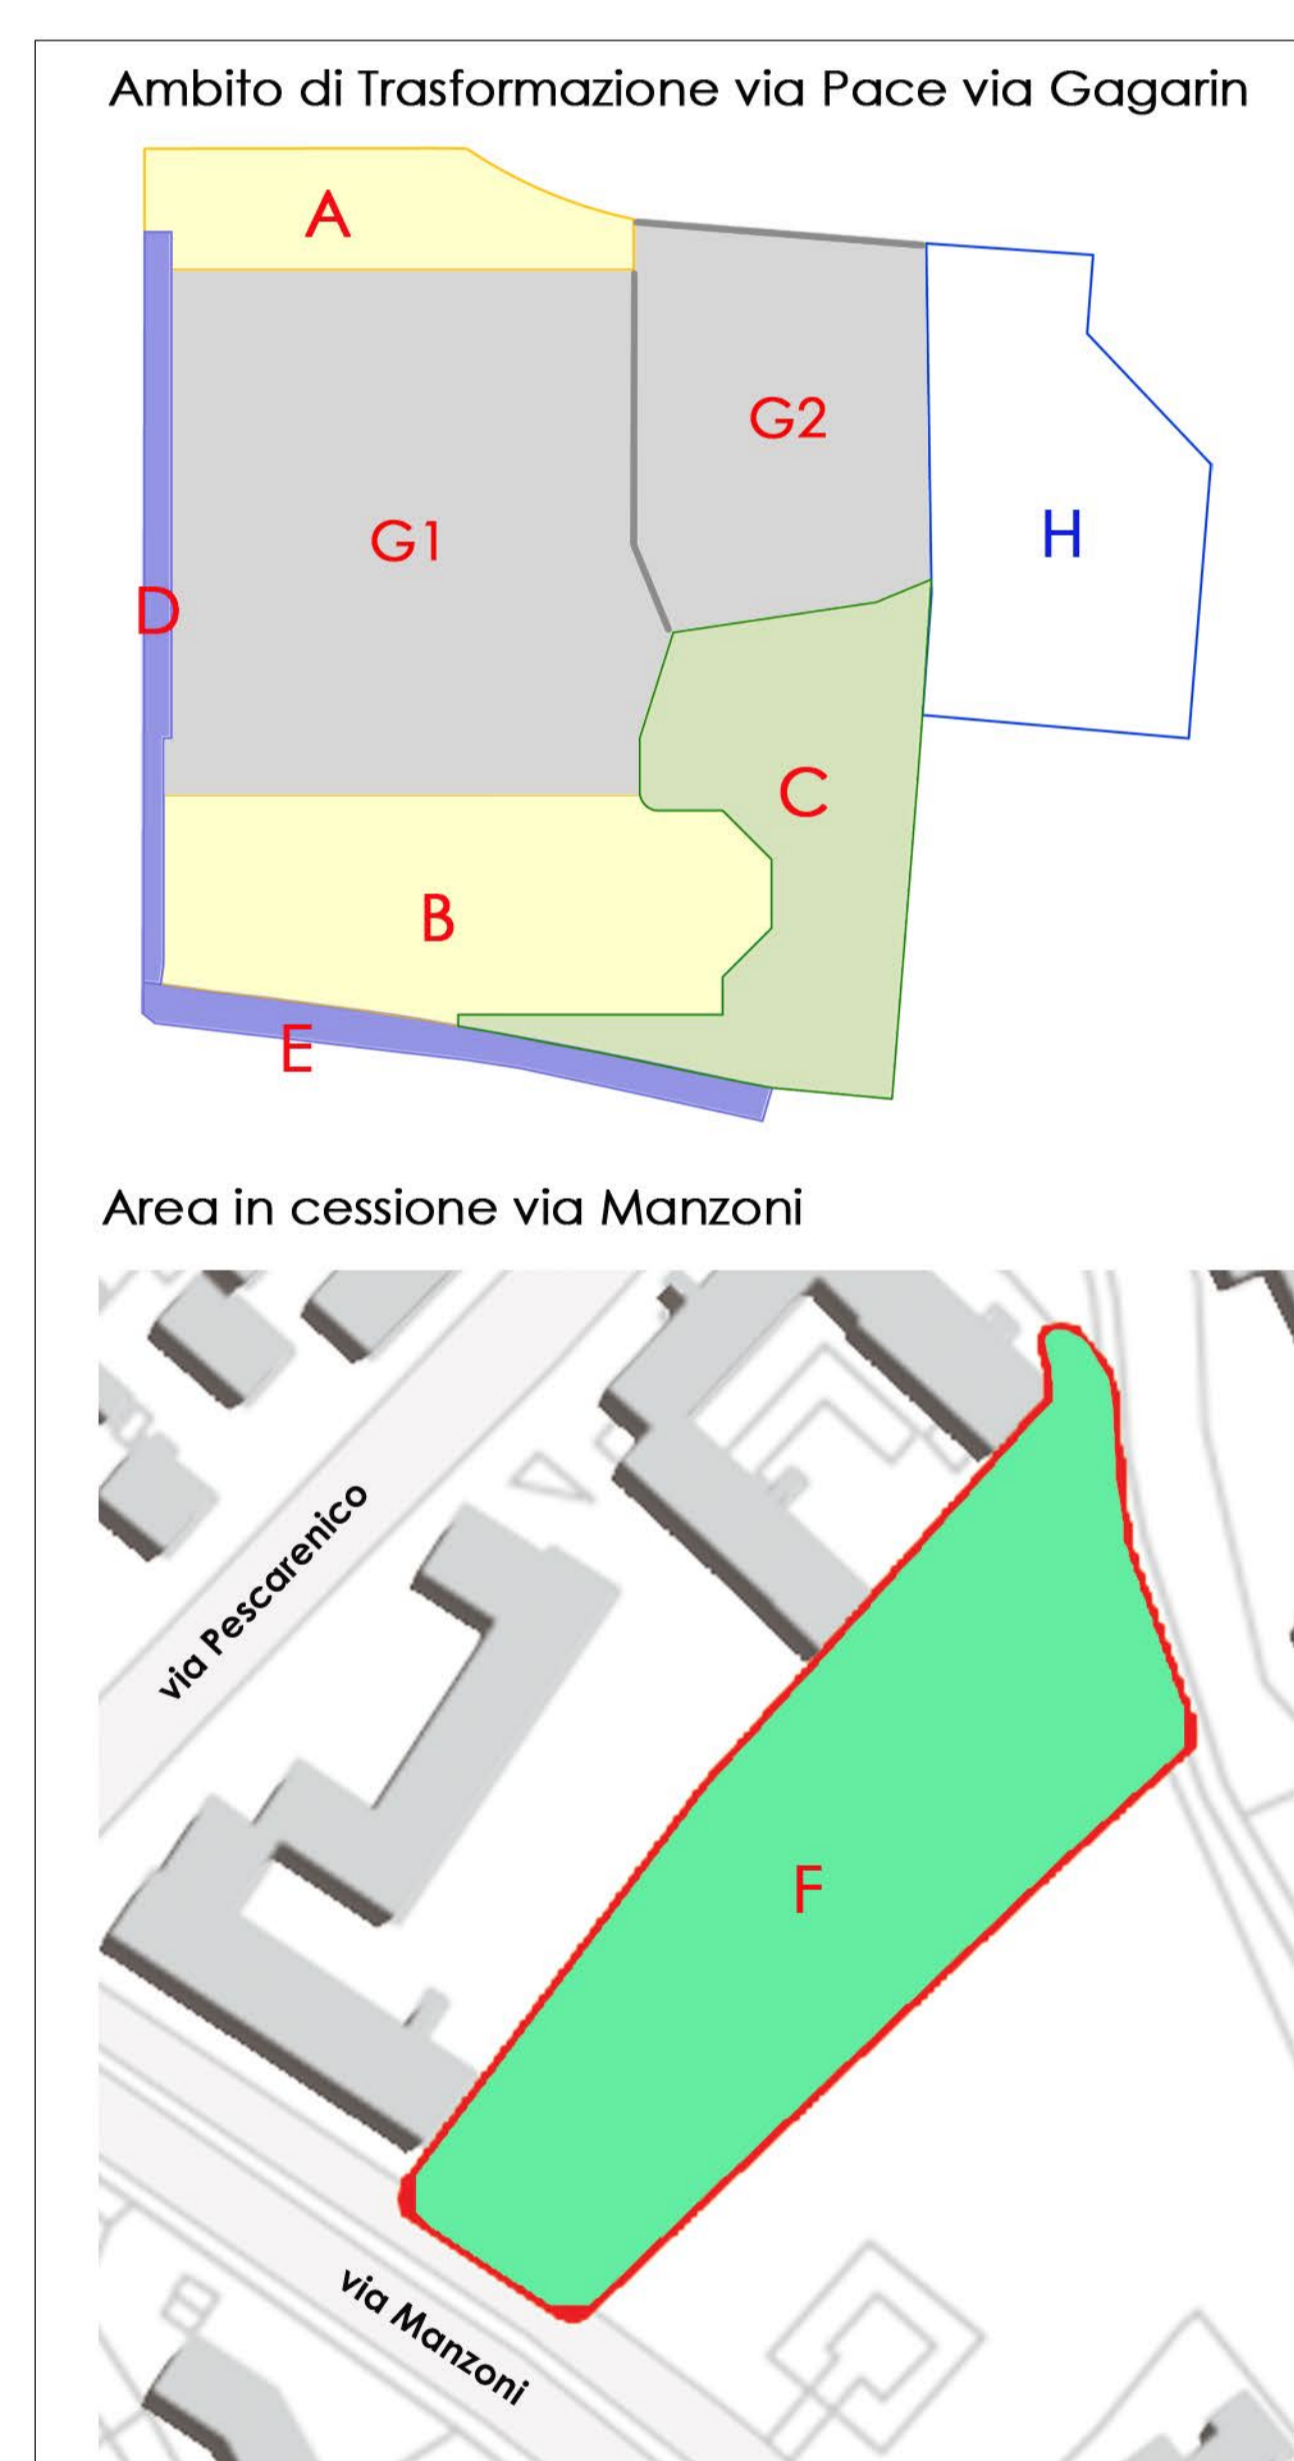 Ambito di Trasformazione via Pace via Gagarin
A
G2
H
G1
D
C
B
E
Area in cessione via Manzoni
via Pescarenico
F
via Manzoni